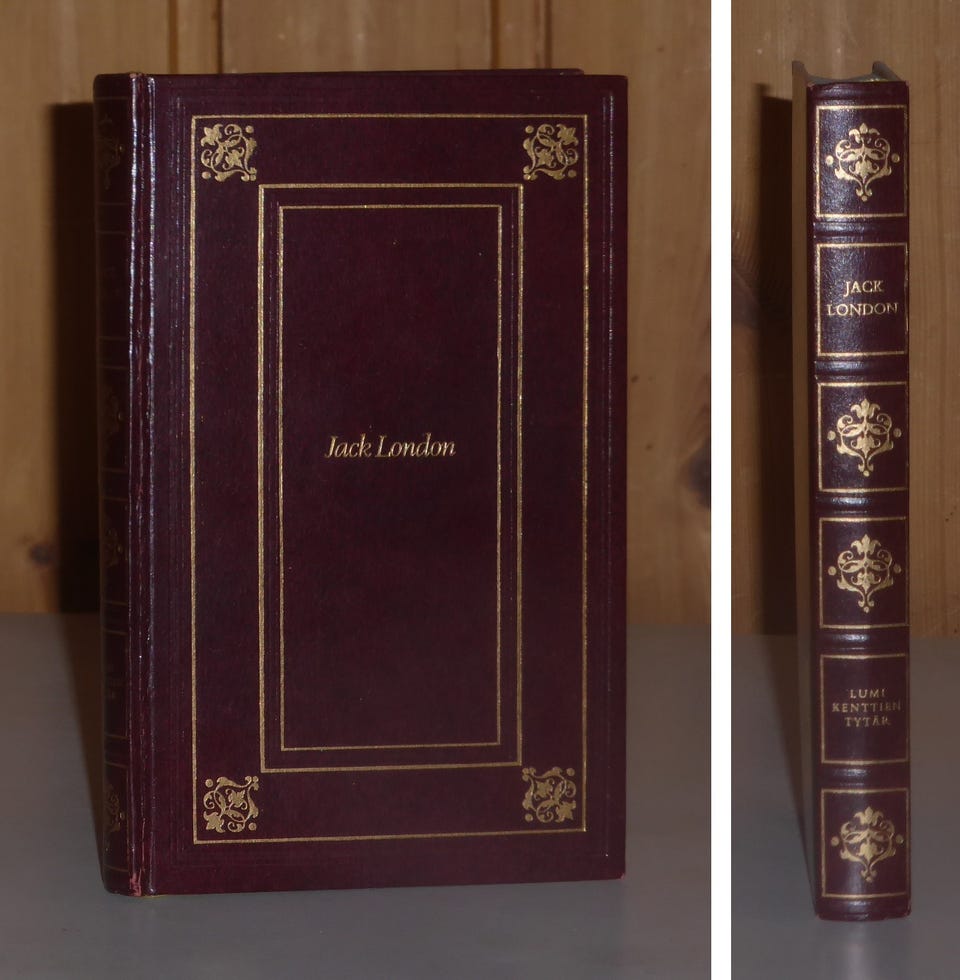 Jack London
JACK
LONDON
LUMI
KENTTIEN
TYTÄR